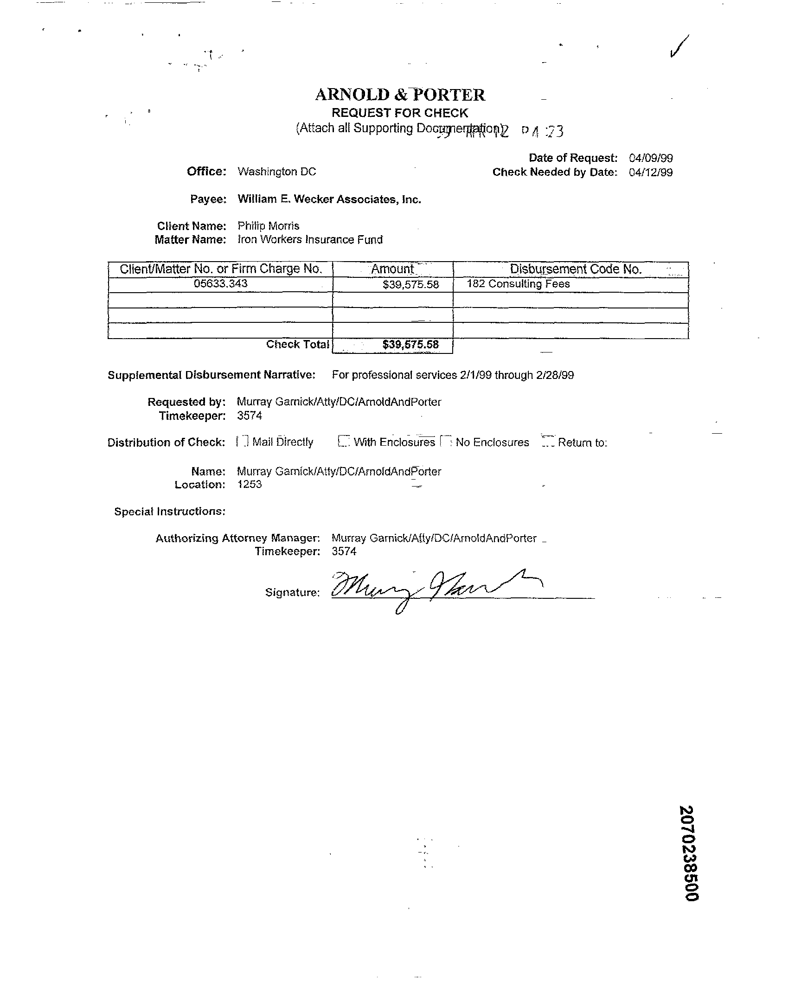 ARNOLD & PORTER
REQUEST FOR CHECK
(Attach all Supporting Documentation)
Date of Request: 04/09/99
Office: Washington DC
Check Needed by Date: 04/12/99
Payee: William E. Wecker Associates, Inc.
Client Name: Philip Morris
Matter Name: Iron Workers Insurance Fund
Client/Matter No. or Firm Charge No. Amount Disbursement Code No.
05633.343 $39,575.58 182 Consulting Fees
Check Total $39,575.58
Supplemental Disbursement Narrative: For professional services 2/1/99 through 2/28/99
Requested by: Murray Garnick/Atty/DC/ArnoldAndPorter
Timekeeper: 3574
Distribution of Check: Mail Directly With Enclosures No Enclosures Return to:
Name: Murray Garnick/Atty/DC/ArnoldAndPorter
Location: 1253
Special Instructions:
Authorizing Attorney Manager: Murray Garnick/Atty/DC/ArnoldAndPorter
Timekeeper: 3574
Signature:
2070238500